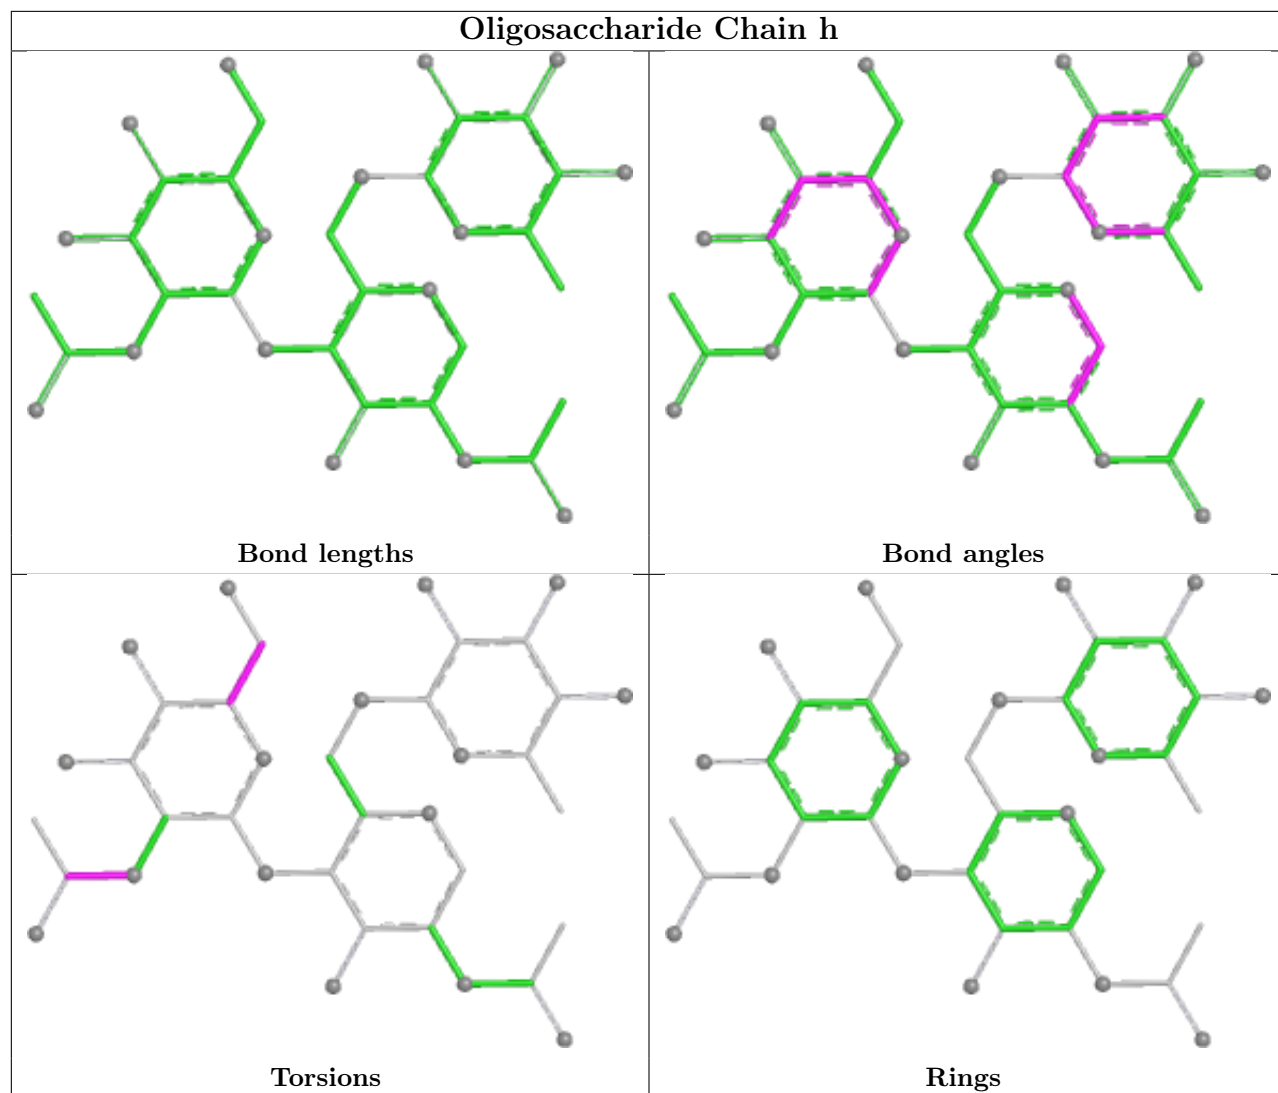 Oligosaccharide Chain h
Bond lengths
Bond angles
Torsions
Rings